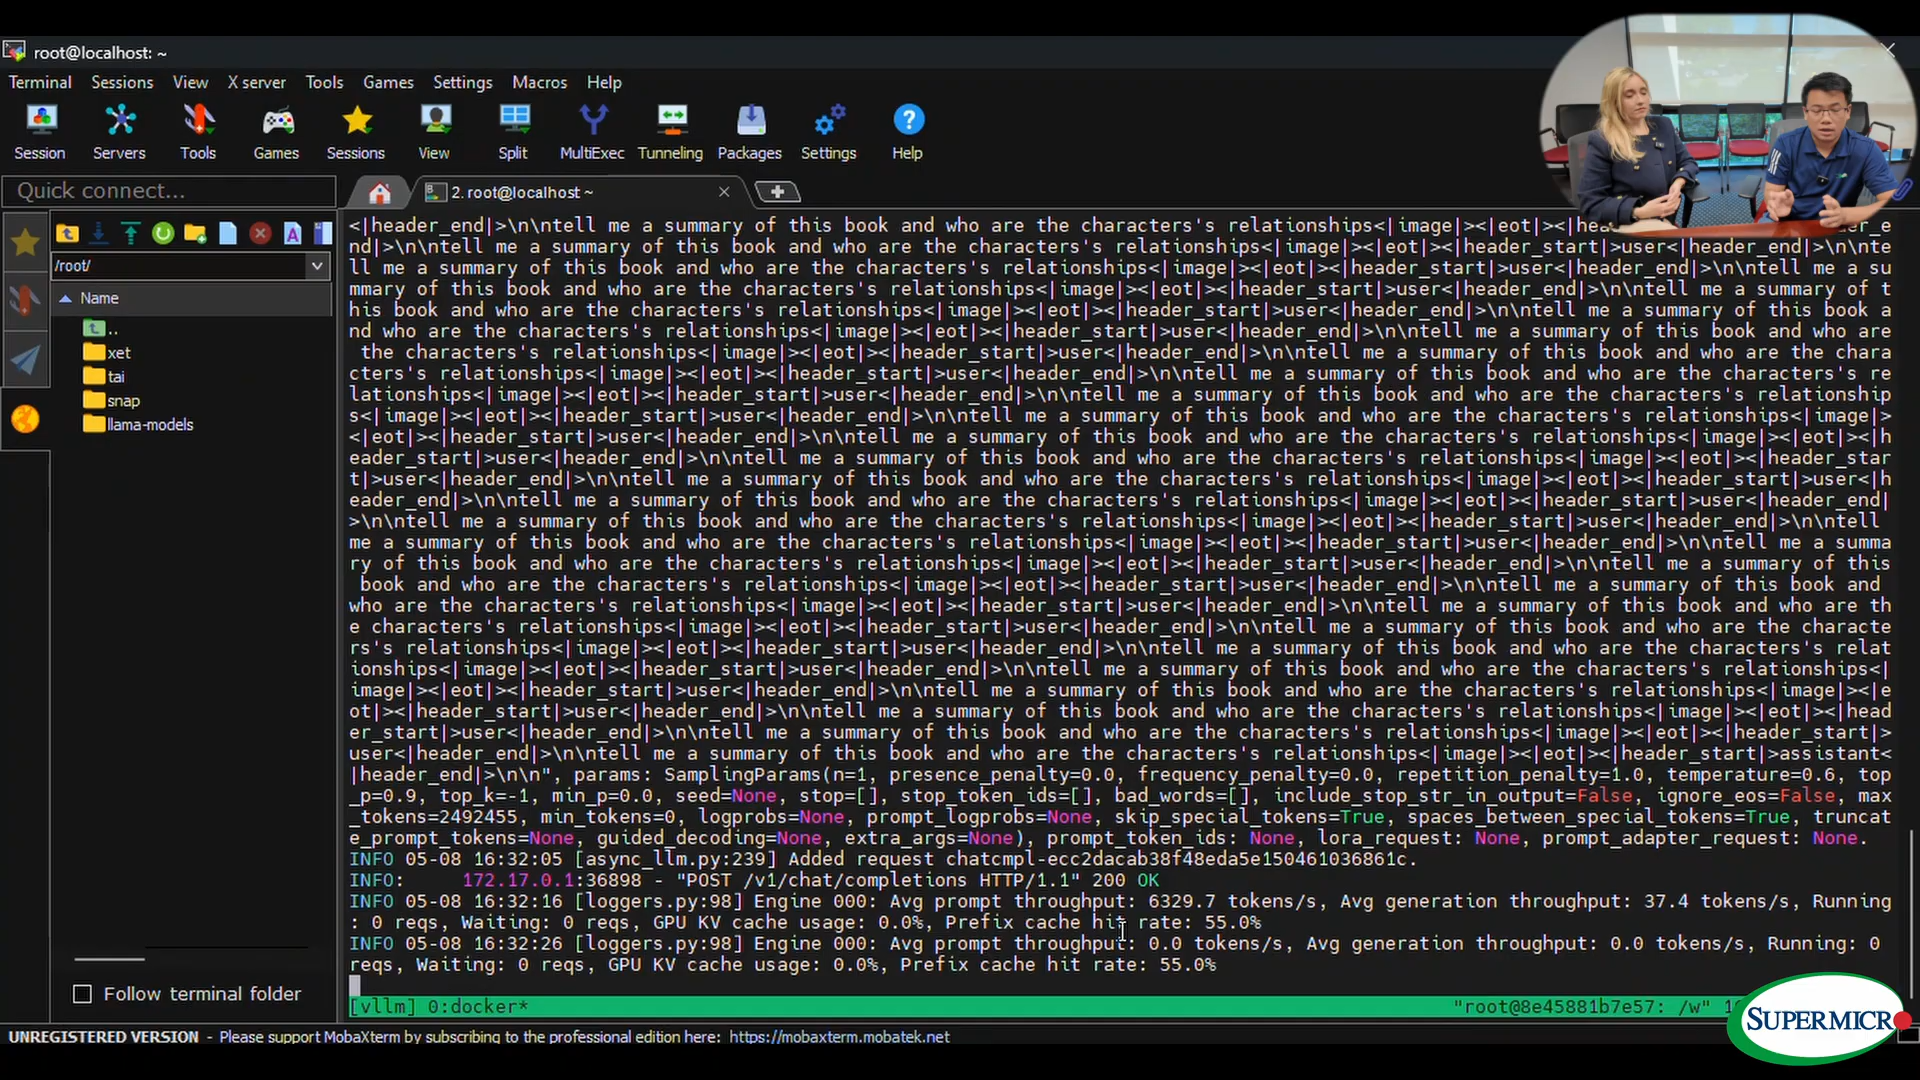 root@localhost: ~
Terminal Sessions View X server Tools Games Settings Macros Help
Session Servers Tools Games Sessions View Split MultiExec Tunneling Packages Settings Help
Quick connect...
2. root@localhost ~
/root/
Name
..
xet
tai
snap
llama-models
Follow terminal folder
<|header_end|>\n\ntell me a summary of this book and who are the characters's relationships<|image|><|eot|><|hea
nd|>\n\ntell me a summary of this book and who are the characters's relationships<|image|><|eot|><|header_start|>user<|header_end|>\n\nte
ll me a summary of this book and who are the characters's relationships<|image|><|eot|><|header_start|>user<|header_end|>\n\ntell me a su
mmary of this book and who are the characters's relationships<|image|><|eot|><|header_start|>user<|header_end|>\n\ntell me a summary of t
his book and who are the characters's relationships<|image|><|eot|><|header_start|>user<|header_end|>\n\ntell me a summary of this book a
nd who are the characters's relationships<|image|><|eot|><|header_start|>user<|header_end|>\n\ntell me a summary of this book and who are
the characters's relationships<|image|><|eot|><|header_start|>user<|header_end|>\n\ntell me a summary of this book and who are the chara
cters's relationships<|image|><|eot|><|header_start|>user<|header_end|>\n\ntell me a summary of this book and who are the characters's re
lationships<|image|><|eot|><|header_start|>user<|header_end|>\n\ntell me a summary of this book and who are the characters's relationship
s<|image|><|eot|><|header_start|>user<|header_end|>\n\ntell me a summary of this book and who are the characters's relationships<|image|>
<|eot|><|header_start|>user<|header_end|>\n\ntell me a summary of this book and who are the characters's relationships<|image|><|eot|><|h
eader_start|>user<|header_end|>\n\ntell me a summary of this book and who are the characters's relationships<|image|><|eot|><|header_star
t|>user<|header_end|>\n\ntell me a summary of this book and who are the characters's relationships<|image|><|eot|><|header_start|>user<|h
eader_end|>\n\ntell me a summary of this book and who are the characters's relationships<|image|><|eot|><|header_start|>user<|header_end|
>\n\ntell me a summary of this book and who are the characters's relationships<|image|><|eot|><|header_start|>user<|header_end|>\n\ntell
me a summary of this book and who are the characters's relationships<|image|><|eot|><|header_start|>user<|header_end|>\n\ntell me a summa
ry of this book and who are the characters's relationships<|image|><|eot|><|header_start|>user<|header_end|>\n\ntell me a summary of this
book and who are the characters's relationships<|image|><|eot|><|header_start|>user<|header_end|>\n\ntell me a summary of this book and
who are the characters's relationships<|image|><|eot|><|header_start|>user<|header_end|>\n\ntell me a summary of this book and who are th
e characters's relationships<|image|><|eot|><|header_start|>user<|header_end|>\n\ntell me a summary of this book and who are the characte
rs's relationships<|image|><|eot|><|header_start|>user<|header_end|>\n\ntell me a summary of this book and who are the characters's relat
ionships<|image|><|eot|><|header_start|>user<|header_end|>\n\ntell me a summary of this book and who are the characters's relationships<|
image|><|eot|><|header_start|>user<|header_end|>\n\ntell me a summary of this book and who are the characters's relationships<|image|><|e
ot|><|header_start|>user<|header_end|>\n\ntell me a summary of this book and who are the characters's relationships<|image|><|eot|><|head
er_start|>user<|header_end|>\n\ntell me a summary of this book and who are the characters's relationships<|image|><|eot|><|header_start|>
user<|header_end|>\n\ntell me a summary of this book and who are the characters's relationships<|image|><|eot|><|header_start|>assistant<
|header_end|>\n\n", params: SamplingParams(n=1, presence_penalty=0.0, frequency_penalty=0.0, repetition_penalty=1.0, temperature=0.6, top
_p=0.9, top_k=-1, min_p=0.0, seed=None, stop=[], stop_token_ids=[], bad_words=[], include_stop_str_in_output=False, ignore_eos=False, max
_tokens=2492455, min_tokens=0, logprobs=None, prompt_logprobs=None, skip_special_tokens=True, spaces_between_special_tokens=True, truncat
e_prompt_tokens=None, guided_decoding=None, extra_args=None), prompt_token_ids: None, lora_request: None, prompt_adapter_request: None.
INFO 05-08 16:32:05 [async_llm.py:239] Added request chatcmpl-ecc2dacab38f48eda5e150461036861c.
INFO: 172.17.0.1:36898 - "POST /v1/chat/completions HTTP/1.1" 200 OK
INFO 05-08 16:32:16 [loggers.py:98] Engine 000: Avg prompt throughput: 6329.7 tokens/s, Avg generation throughput: 37.4 tokens/s, Running
: 0 reqs, Waiting: 0 reqs, GPU KV cache usage: 0.0%, Prefix cache hit rate: 55.0%
INFO 05-08 16:32:26 [loggers.py:98] Engine 000: Avg prompt throughput: 0.0 tokens/s, Avg generation throughput: 0.0 tokens/s, Running: 0
reqs, Waiting: 0 reqs, GPU KV cache usage: 0.0%, Prefix cache hit rate: 55.0%
[vllm] 0:docker*
"root@8e45881b7e57: /w"
UNREGISTERED VERSION - Please support MobaXterm by subscribing to the professional edition here: https://mobaxterm.mobatek.net
SUPERMICR